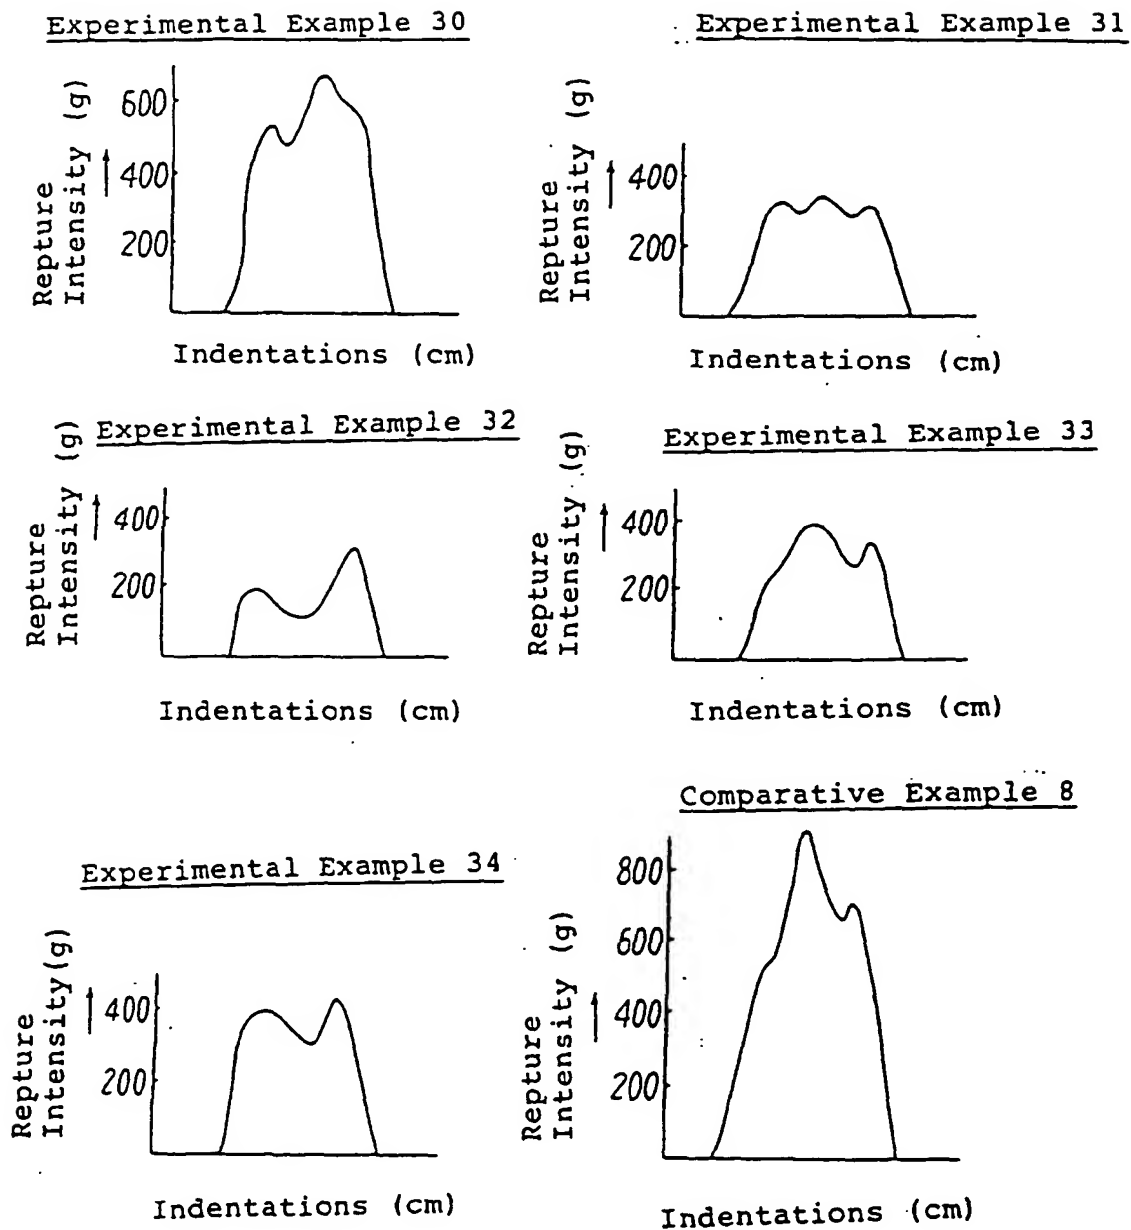 Experimental Example 30
Repture
Intensity (g)
600
400
200
Indentations (cm)
Experimental Example 31
Repture
Intensity (g)
400
200
Indentations (cm)
Experimental Example 32
Repture
Intensity (g)
400
200
Indentations (cm)
Experimental Example 33
Repture
Intensity (g)
400
200
Indentations (cm)
Experimental Example 34
Repture
Intensity (g)
400
200
Indentations (cm)
Comparative Example 8
Repture
Intensity (g)
800
600
400
200
Indentations (cm)